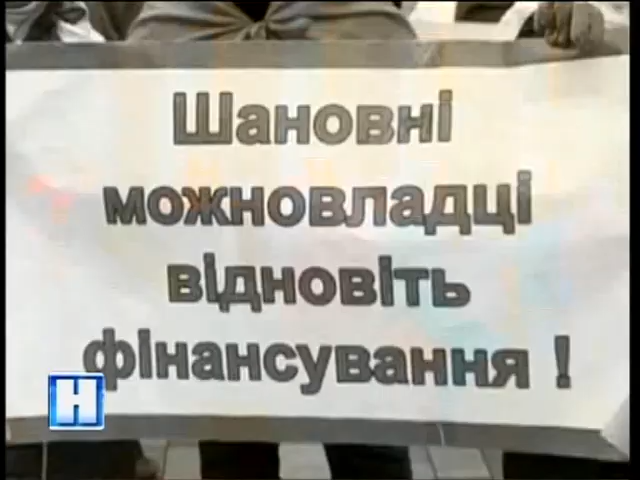 Шановні
можновладці
відновіть
фінансування !
Н